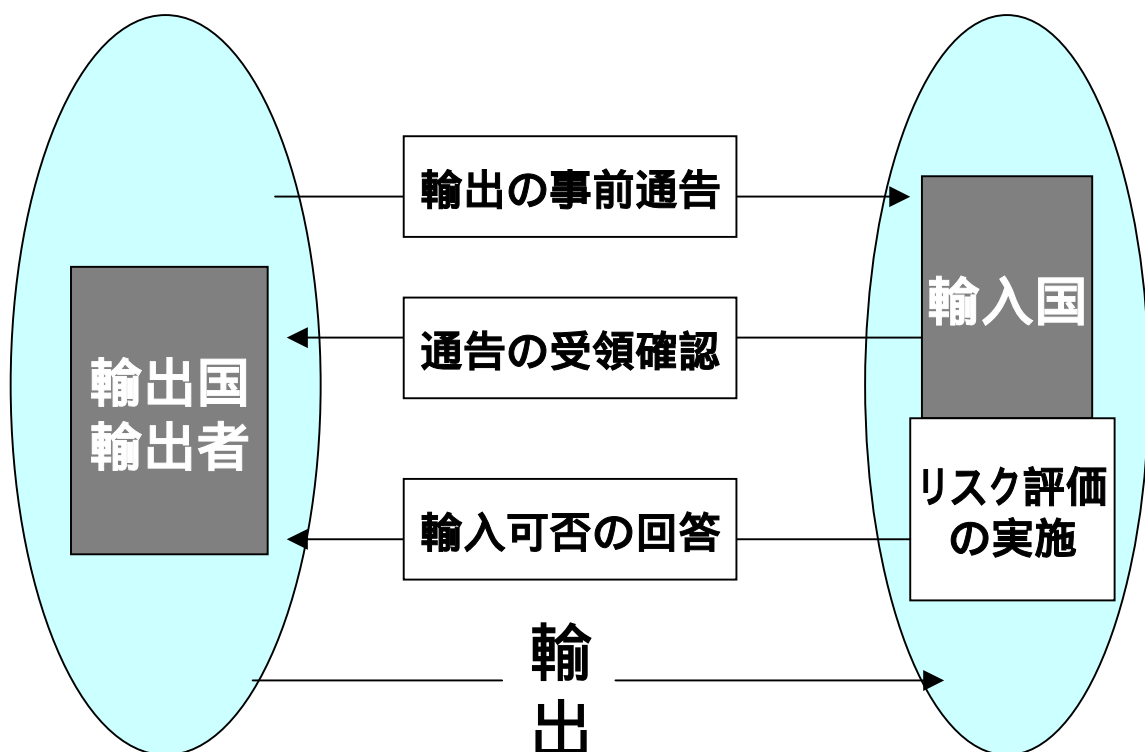 輸出の事前通告
輸入国
通告の受領確認
輸出国
輸出者
輸入可否の回答
リスク評価
の実施
輸
出